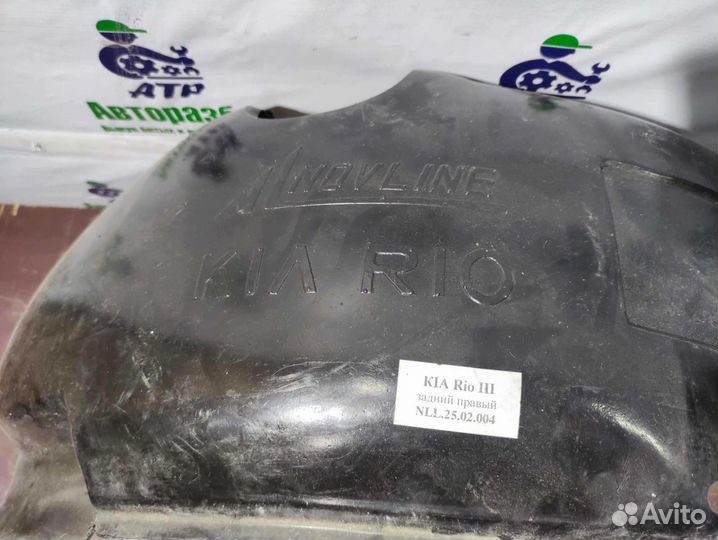 АТР
Авторазб
NOVLINE
KIA RIO
KIA Rio III
задний правый
NLL.25.02.004
Avito